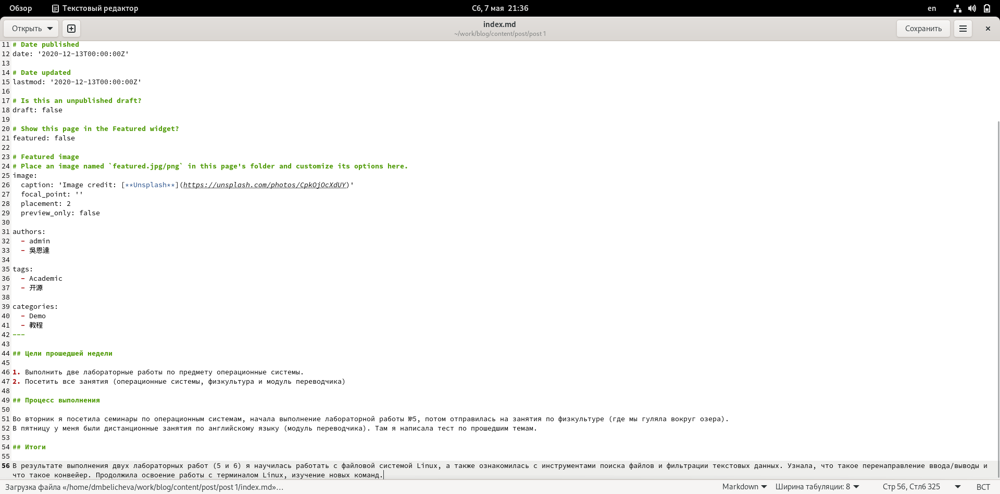 Обзор Текстовый редактор Сб, 7 мая 21:36 en
Открыть index.md Сохранить
~/work/blog/content/post/post 1
11 # Date published
12 date: '2020-12-13T00:00:00Z'
13
14 # Date updated
15 lastmod: '2020-12-13T00:00:00Z'
16
17 # Is this an unpublished draft?
18 draft: false
19
20 # Show this page in the Featured widget?
21 featured: false
22
23 # Featured image
24 # Place an image named `featured.jpg/png` in this page's folder and customize its options here.
25 image:
26   caption: 'Image credit: [**Unsplash**](https://unsplash.com/photos/CpkOjOcXdUY)'
27   focal_point: ''
28   placement: 2
29   preview_only: false
30
31 authors:
32   - admin
33   - 吳恩達
34
35 tags:
36   - Academic
37   - 开源
38
39 categories:
40   - Demo
41   - 教程
42 ---
43
44 ## Цели прошедшей недели
45
46 1. Выполнить две лабораторные работы по предмету операционные системы.
47 2. Посетить все занятия (операционные системы, физкультура и модуль переводчика)
48
49 ## Процесс выполнения
50
51 Во вторник я посетила семинары по операционным системам, начала выполнение лабораторной работы №5, потом отправилась на занятия по физкультуре (где мы гуляла вокруг озера).
52 В пятницу у меня были дистанционные занятия по английскому языку (модуль переводчика). Там я написала тест по прошедшим темам.
53
54 ## Итоги
55
56 В результате выполнения двух лабораторных работ (5 и 6) я научилась работать с файловой системой Linux, а также ознакомилась с инструментами поиска файлов и фильтрации текстовых данных. Узнала, что такое перенаправление ввода/выводы и
что такое конвейер. Продолжила освоение работы с терминалом Linux, изучение новых команд.
Загрузка файла «/home/dmbelicheva/work/blog/content/post/post 1/index.md»… Markdown Ширина табуляции: 8 Стр 56, Стлб 325 ВСТ